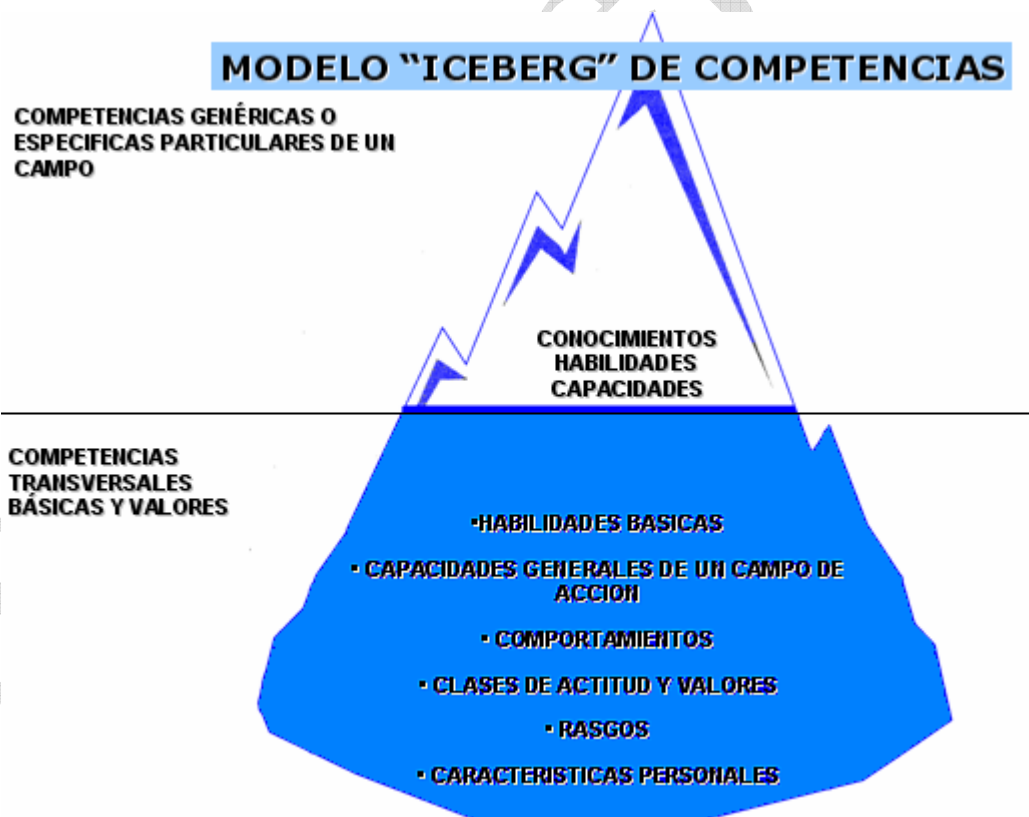 MODELO “ICEBERG” DE COMPETENCIAS
COMPETENCIAS GENÉRICAS O
ESPECIFICAS PARTICULARES DE UN
CAMPO
CONOCIMIENTOS
HABILIDADES
CAPACIDADES
COMPETENCIAS
TRANSVERSALES
BÁSICAS Y VALORES
▪HABILIDADES BASICAS
▪ CAPACIDADES GENERALES DE UN CAMPO DE
ACCION
▪ COMPORTAMIENTOS
▪ CLASES DE ACTITUD Y VALORES
▪ RASGOS
▪ CARACTERISTICAS PERSONALES